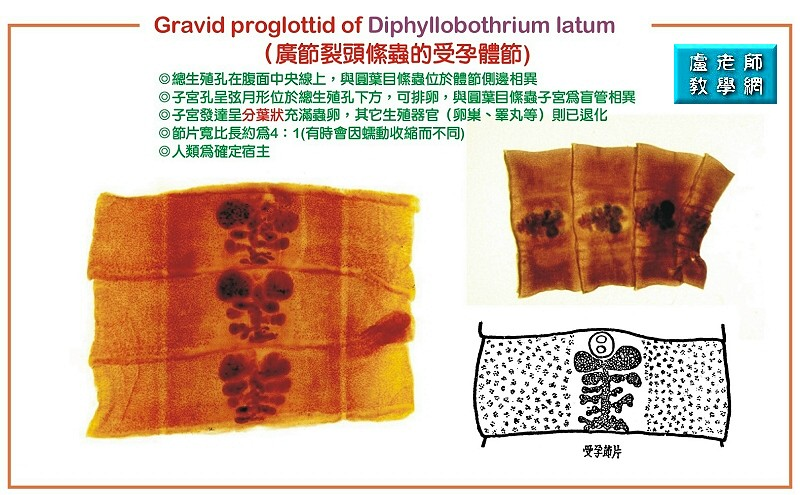 Gravid proglottid of Diphyllobothrium latum
（廣節裂頭絛蟲的受孕體節)
盧老師
教學網
◎總生殖孔在腹面中央線上，與圓葉目條蟲位於體節側邊相異
◎子宮孔呈弦月形位於總生殖孔下方，可排卵，與圓葉目條蟲子宮為盲管相異
◎子宮發達呈分葉狀充滿蟲卵，其它生殖器官（卵巢、睪丸等）則已退化
◎節片寬比長約為4：1(有時會因蠕動收縮而不同)
◎人類為確定宿主
受孕節片